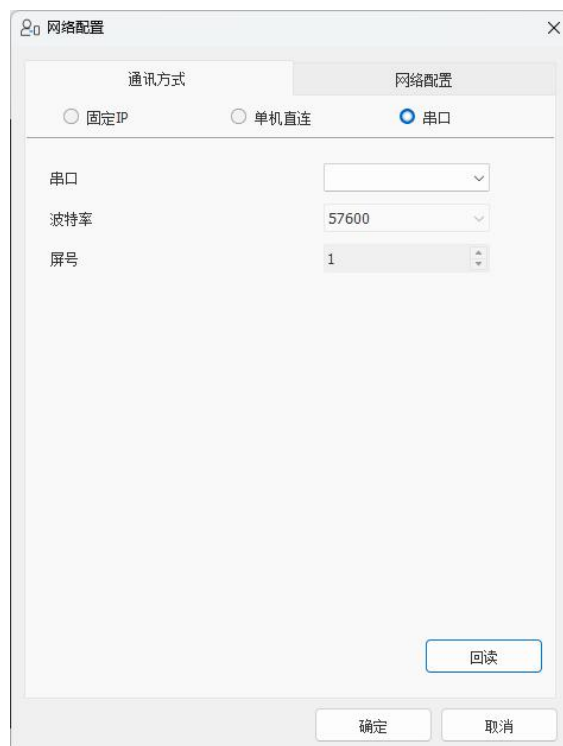 网络配置
通讯方式 网络配置
固定IP 单机直连 串口
串口
波特率 57600
屏号 1
回读
确定 取消